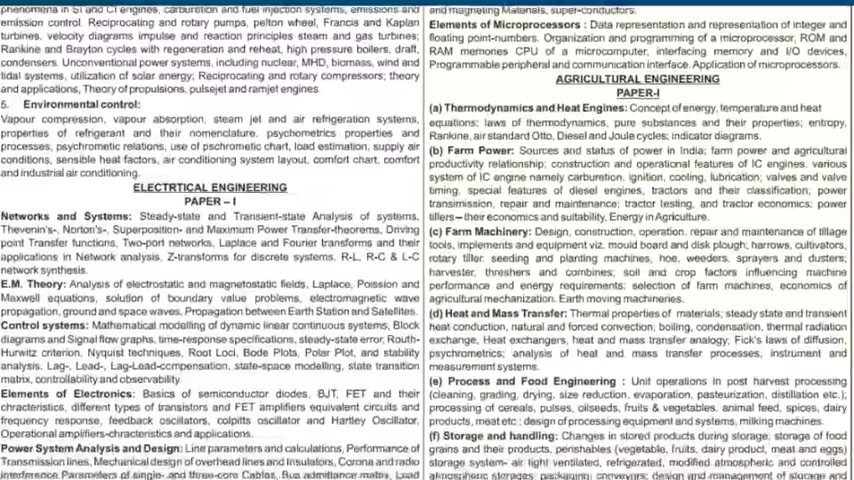 phenomena in SI and CI engines, carburetion and fuel injection systems, emissions and
emission control. Reciprocating and rotary pumps, pelton wheel, Francis and Kaplan
turbines, velocity diagrams impulse and reaction principles steam and gas turbines;
Rankine and Brayton cycles with regeneration and reheat, high pressure boilers, draft,
condensers. Unconventional power systems, including nuclear, MHD, biomass, wind and
tidal systems, utilization of solar energy; Reciprocating and rotary compressors; theory
and applications, Theory of propulsions, pulsejet and ramjet engines.
5. Environmental control:
Vapour compression, vapour absorption, steam jet and air refrigeration systems,
properties of refrigerant and their nomenclature. psychometrics properties and
processes, psychrometric relations, use of pschrometic chart, load estimation, supply air
conditions, sensible heat factors, air conditioning system layout, comfort chart, comfort
and industrial air conditioning.
ELECTRTICAL ENGINEERING
PAPER – I
Networks and Systems: Steady-state and Transient-state Analysis of systems,
Thevenin's-, Norton's-, Superposition- and Maximum Power Transfer-theorems, Driving
point Transfer functions, Two-port networks, Laplace and Fourier transforms and their
applications in Network analysis, Z-transforms for discrete systems, R-L, R-C & L-C
network synthesis.
E.M. Theory: Analysis of electrostatic and magnetostatic fields, Laplace, Poission and
Maxwell equations, solution of boundary value problems, electromagnetic wave
propagation, ground and space waves. Propagation between Earth Station and Satellites.
Control systems: Mathematical modelling of dynamic linear continuous systems, Block
diagrams and Signal flow graphs, time-response specifications, steady-state error, Routh-
Hurwitz criterion, Nyquist techniques, Root Loci, Bode Plots, Polar Plot, and stability
analysis. Lag-, Lead-, Lag-Lead-compensation, state-space modelling, state transition
matrix, controllability and observability.
Elements of Electronics: Basics of semiconductor diodes, BJT, FET and their
chracteristics, different types of transistors and FET amplifiers equivalent circuits and
frequency response, feedback oscillators, colpitts oscillator and Hartley Oscillator,
Operational amplifiers-chracteristics and applications.
Power System Analysis and Design: Line parameters and calculations, Performance of
Transmission lines, Mechanical design of overhead lines and Insulators, Corona and radio
interference Parameters of single- and three-core Cables, Bus admittance matrix, Load
and magneting Materials, super-conductors.
Elements of Microprocessors : Data representation and representation of integer and
floating point-numbers. Organization and programming of a microprocessor, ROM and
RAM memories CPU of a microcomputer, interfacing memory and I/O devices,
Programmable peripheral and communication interface. Application of microprocessors.
AGRICULTURAL ENGINEERING
PAPER-I
(a) Thermodynamics and Heat Engines: Concept of energy, temperature and heat
equations; laws of thermodynamics, pure substances and their properties; entropy,
Rankine, air standard Otto, Diesel and Joule cycles; indicator diagrams.
(b) Farm Power: Sources and status of power in India; farm power and agricultural
productivity relationship; construction and operational features of IC engines, various
system of IC engine namely carburetion, ignition, cooling, lubrication; valves and valve
timing, special features of diesel engines, tractors and their classification; power
transmission, repair and maintenance; tractor testing, and tractor economics; power
tillers – their economics and suitability, Energy in Agriculture.
(c) Farm Machinery: Design, construction, operation, repair and maintenance of tillage
tools, implements and equipment viz. mould board and disk plough; harrows, cultivators,
rotary tiller, seeding and planting machines, hoe, weeders, sprayers and dusters;
harvester, threshers and combines; soil and crop factors influencing machine
performance and energy requirements; selection of farm machines, economics of
agricultural mechanization. Earth moving machineries.
(d) Heat and Mass Transfer: Thermal properties of materials; steady state and transient
heat conduction, natural and forced convection; boiling, condensation, thermal radiation
exchange, Heat exchangers, heat and mass transfer analogy; Fick's laws of diffusion,
psychrometrics; analysis of heat and mass transfer processes, instrument and
measurement systems.
(e) Process and Food Engineering : Unit operations in post harvest processing
(cleaning, grading, drying, size reduction, evaporation, pasteurization, distillation etc.);
processing of cereals, pulses, oilseeds, fruits & vegetables, animal feed, spices, dairy
products, meat etc.; design of processing equipment and systems, milking machines.
(f) Storage and handling: Changes in stored products during storage; storage of food
grains and their products, perishables (vegetable, fruits, dairy product, meat and eggs)
storage system- air tight ventilated, refrigerated, modified atmospheric and controlled
atmospheric storages, packaging; conveyors; design and management of storage and